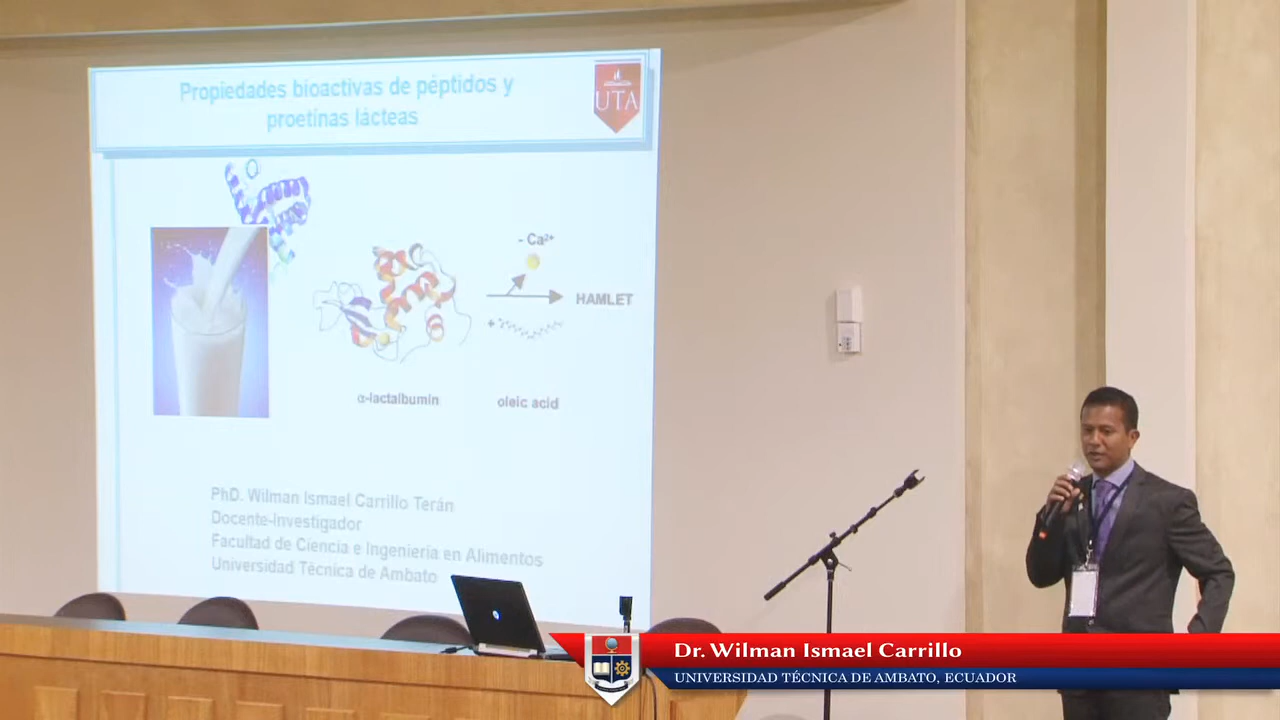 Propiedades bioactivas de péptidos y
proetinas lácteas
UTA
- Ca²⁺
HAMLET
+
α-lactalbumin
oleic acid
PhD. Wilman Ismael Carrillo Terán
Docente-Investigador
Facultad de Ciencia e Ingeniería en Alimentos
Universidad Técnica de Ambato
Dr. Wilman Ismael Carrillo
UNIVERSIDAD TÉCNICA DE AMBATO, ECUADOR